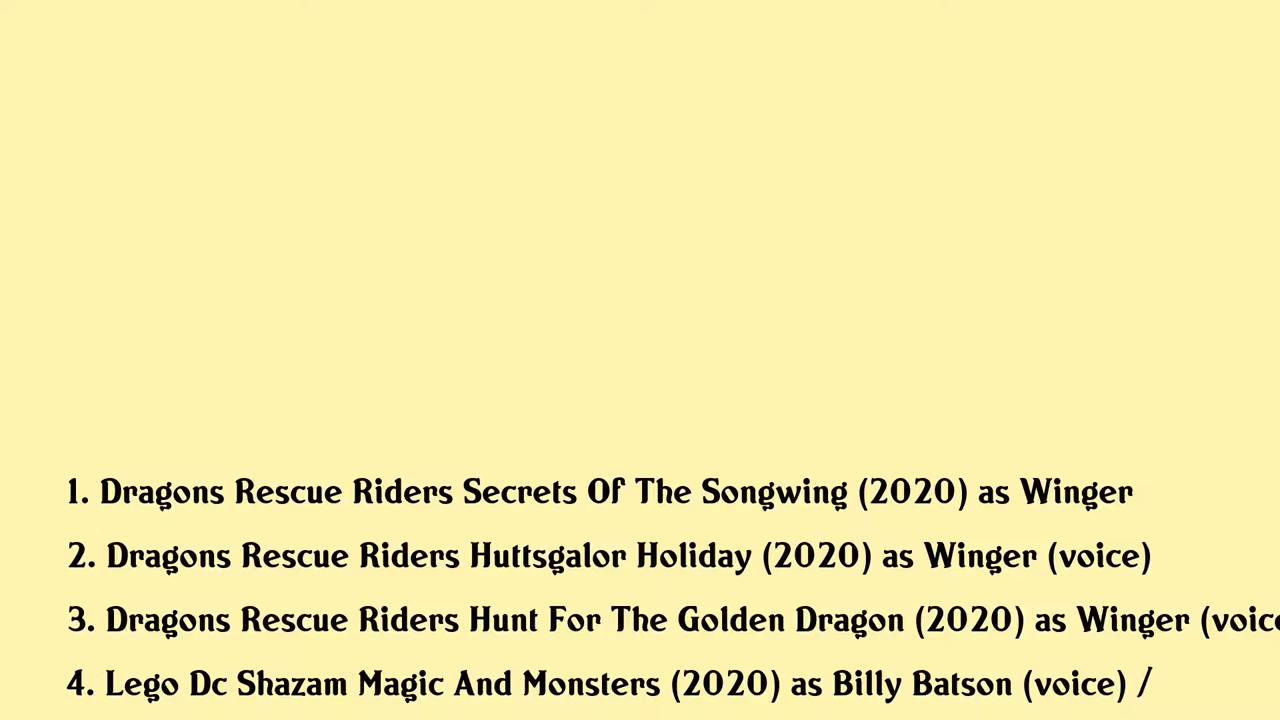 1. Dragons Rescue Riders Secrets Of The Songwing (2020) as Winger
2. Dragons Rescue Riders Huttsgalor Holiday (2020) as Winger (voice)
3. Dragons Rescue Riders Hunt For The Golden Dragon (2020) as Winger (voice
4. Lego Dc Shazam Magic And Monsters (2020) as Billy Batson (voice) /